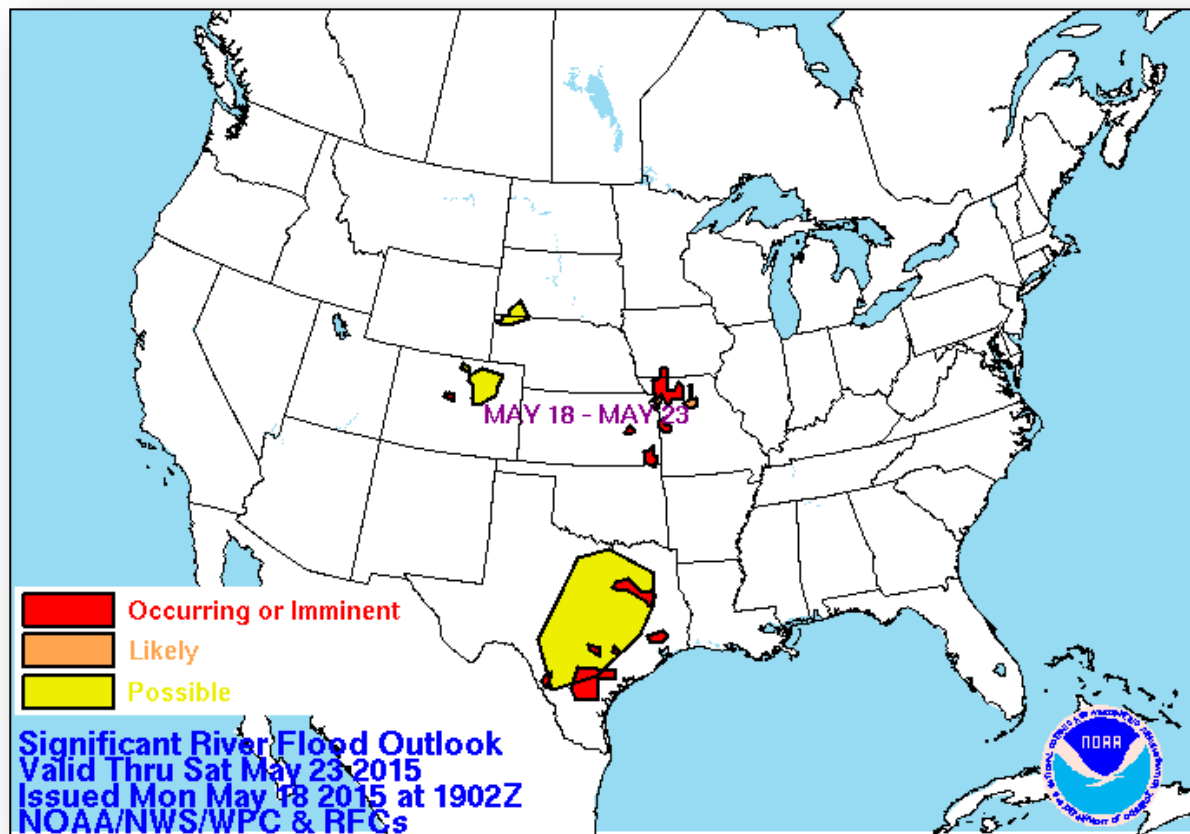 MAY 18 - MAY 23
Occurring or Imminent
Likely
Possible
Significant River Flood Outlook
Valid Thru Sat May 23 2015
Issued Mon May 18 2015 at 1902Z
NOAA/NWS/WPC & RFCs
NOAA